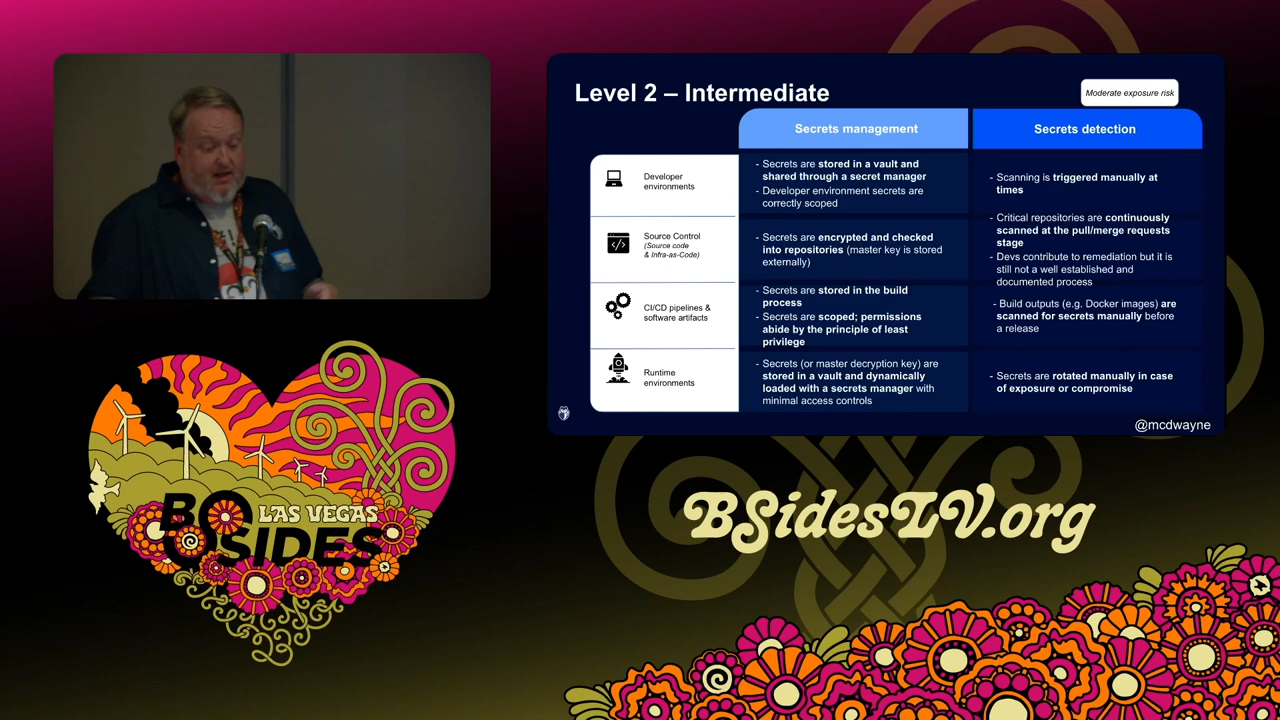 Level 2 – Intermediate
Moderate exposure risk
Secrets management
Secrets detection
Developer
environments
- Secrets are stored in a vault and
shared through a secret manager
- Developer environment secrets are
correctly scoped
- Scanning is triggered manually at
times
Source Control
(Source code
& Infra-as-Code)
- Secrets are encrypted and checked
into repositories (master key is stored
externally)
- Critical repositories are continuously
scanned at the pull/merge requests
stage
- Devs contribute to remediation but it is
still not a well established and
documented process
CI/CD pipelines &
software artifacts
- Secrets are stored in the build
process
- Secrets are scoped; permissions
abide by the principle of least
privilege
- Build outputs (e.g. Docker images) are
scanned for secrets manually before
a release
Runtime
environments
- Secrets (or master decryption key) are
stored in a vault and dynamically
loaded with a secrets manager with
minimal access controls
- Secrets are rotated manually in case
of exposure or compromise
@mcdwayne
BSIDES
LAS VEGAS
BSidesLV.org